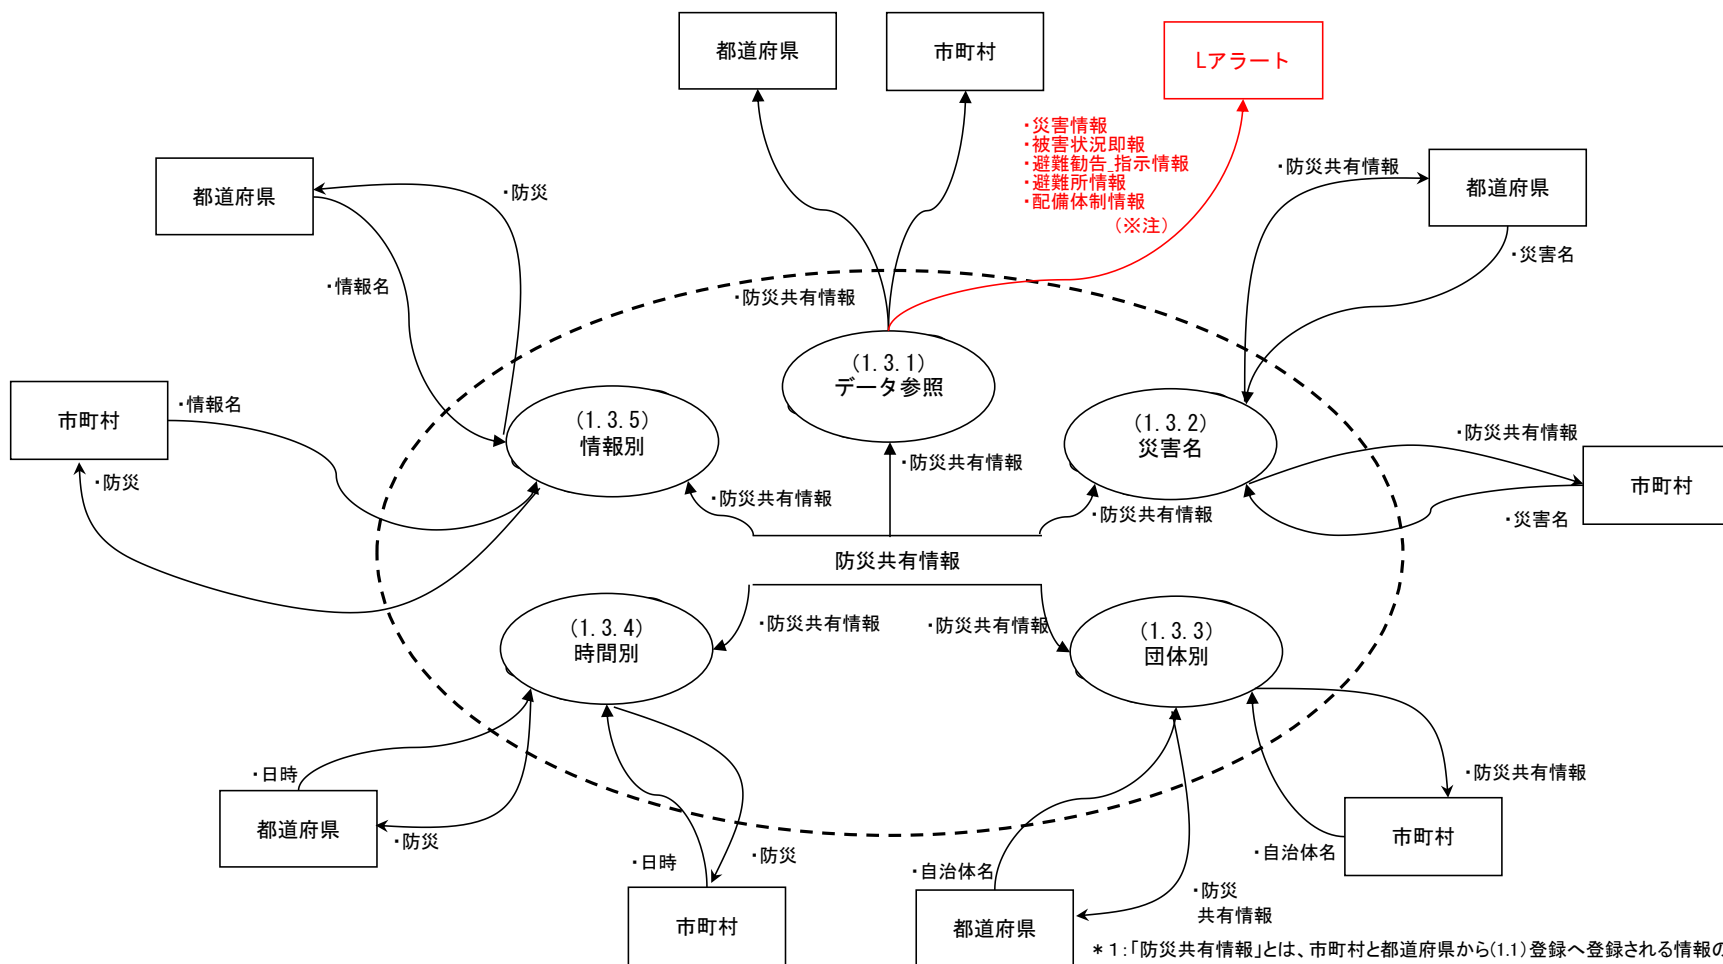 都道府県
市町村
Lアラート
・災害情報
・被害状況即報
・避難勧告_指示情報
・避難所情報
・配備体制情報
(※注)
・防災共有情報
都道府県
・災害名
都道府県
・防災
・情報名
・防災共有情報
(1.3.1)
データ参照
市町村
・情報名
・防災
(1.3.5)
情報別
(1.3.2)
災害名
・防災共有情報
市町村
・災害名
・防災共有情報
・防災共有情報
・防災共有情報
防災共有情報
(1.3.4)
時間別
・防災共有情報
・防災共有情報
(1.3.3)
団体別
・日時
都道府県
・防災
・日時
・防災
市町村
・自治体名
都道府県
・防災
共有情報
・防災共有情報
市町村
・自治体名
*1:「防災共有情報」とは、市町村と都道府県から(1.1)登録へ登録される情報の